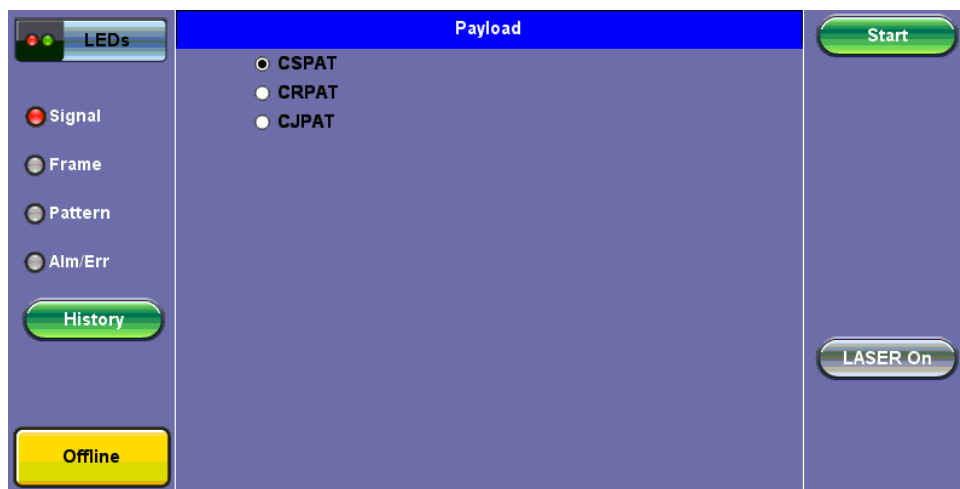 LEDs
Signal
Frame
Pattern
Alm/Err
History
Offline
Payload
CSPAT
CRPAT
CJPAT
Start
LASER On